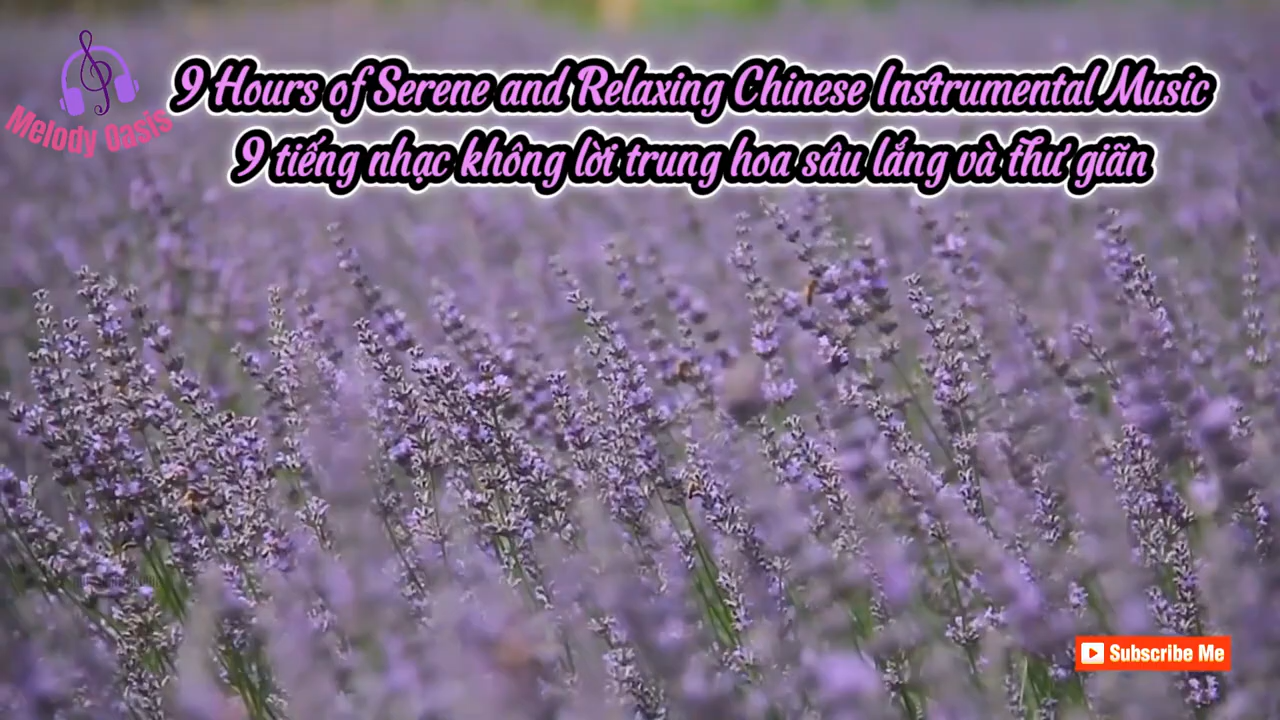 Melody Oasis
9 Hours of Serene and Relaxing Chinese Instrumental Music
9 tiếng nhạc không lời trung hoa sâu lắng và thư giãn
Subscribe Me